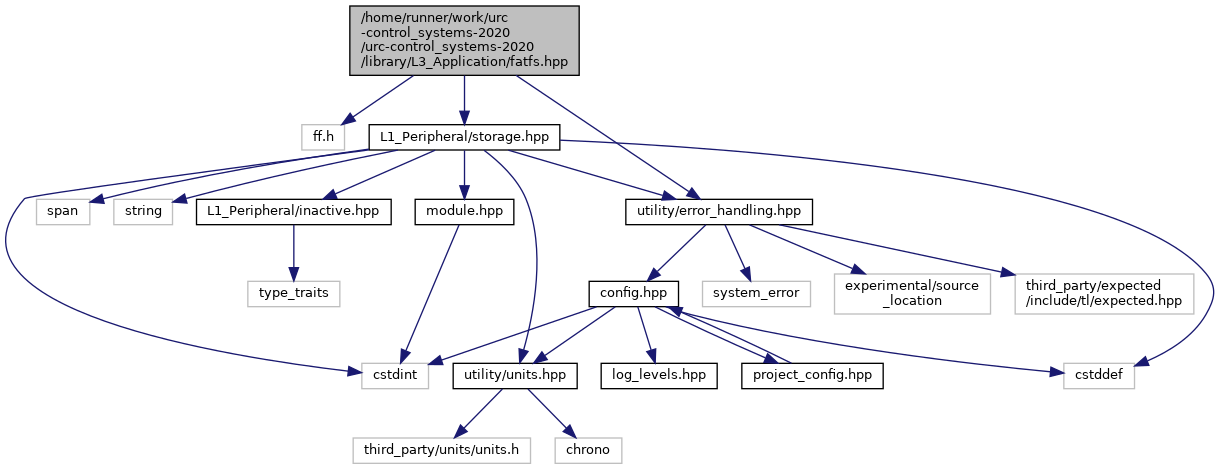 /home/runner/work/urc
-control_systems-2020
/urc-control_systems-2020
/library/L3_Application/fatfs.hpp
ff.h
L1_Peripheral/storage.hpp
span
string
L1_Peripheral/inactive.hpp
module.hpp
utility/error_handling.hpp
type_traits
config.hpp
system_error
experimental/source
_location
third_party/expected
/include/tl/expected.hpp
cstdint
utility/units.hpp
log_levels.hpp
project_config.hpp
cstddef
third_party/units/units.h
chrono